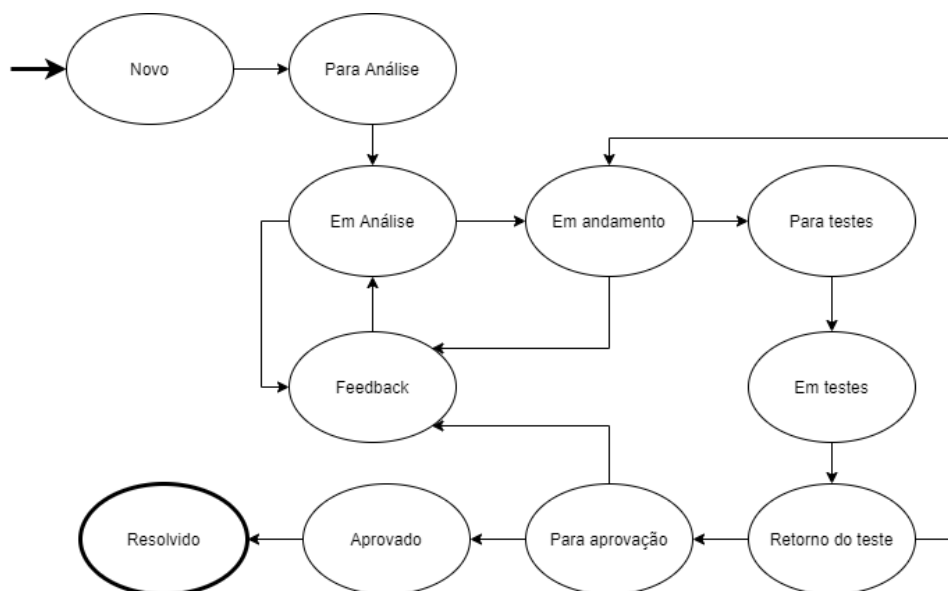 Novo
Para Análise
Em Análise
Em andamento
Para testes
Feedback
Em testes
Resolvido
Aprovado
Para aprovação
Retorno do teste